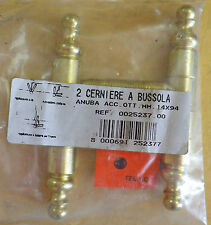 2 CERNIERE A BUSSOLA
ANUBA ACC.OTT.MM.14X94
REF. 0025237.00
8 000691 252377